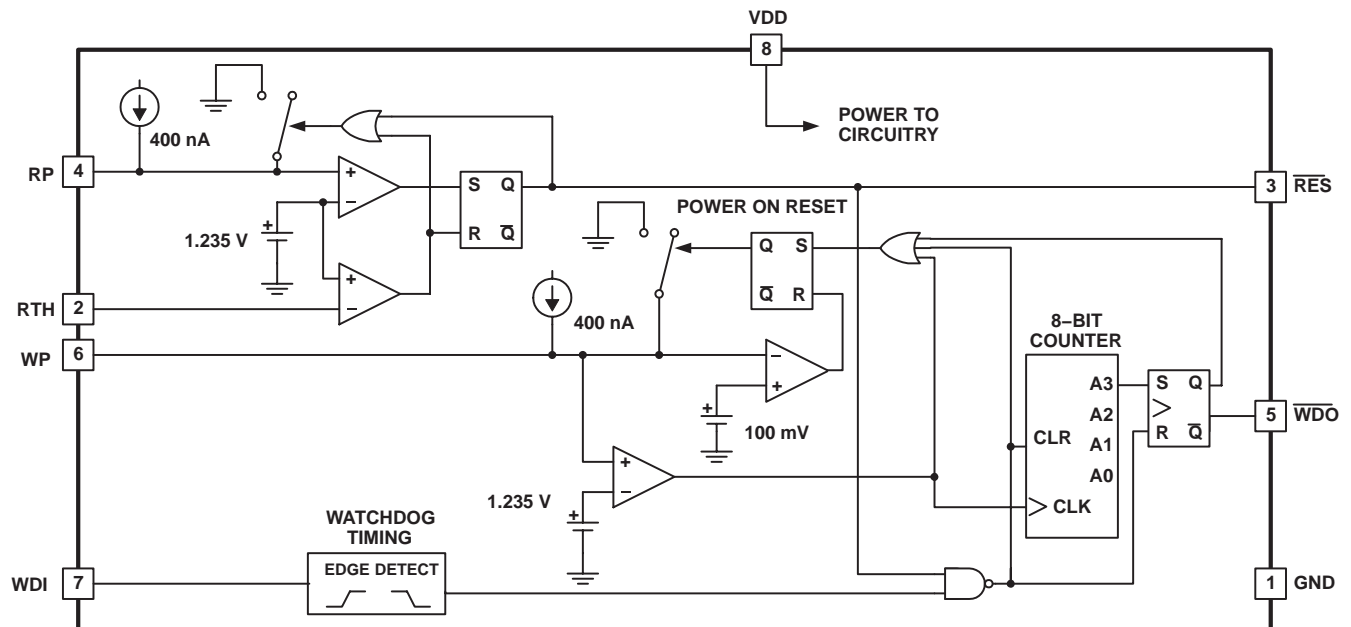 VDD
8
POWER TO
CIRCUITRY
400 nA
RP
4
+
−
S Q
R Q̅
3
R̅E̅S̅
POWER ON RESET
+
1.235 V
Q S
Q̅ R
+
−
RTH
2
400 nA
WP
6
8−BIT
COUNTER
−
+
A3
A2
A1
A0
CLR
CLK
S Q
R Q̅
5
W̅D̅O̅
+
100 mV
+
−
1.235 V
+
WATCHDOG
TIMING
EDGE DETECT
WDI
7
1
GND